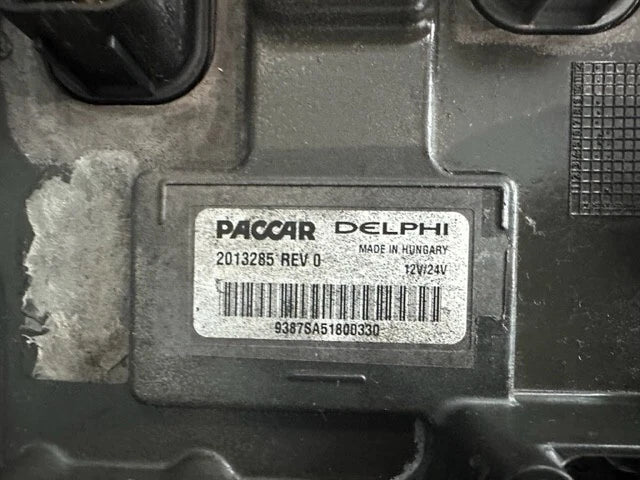 PACCAR DELPHI
MADE IN HUNGARY
2013285 REV 0
12V/24V
9387SA51800330